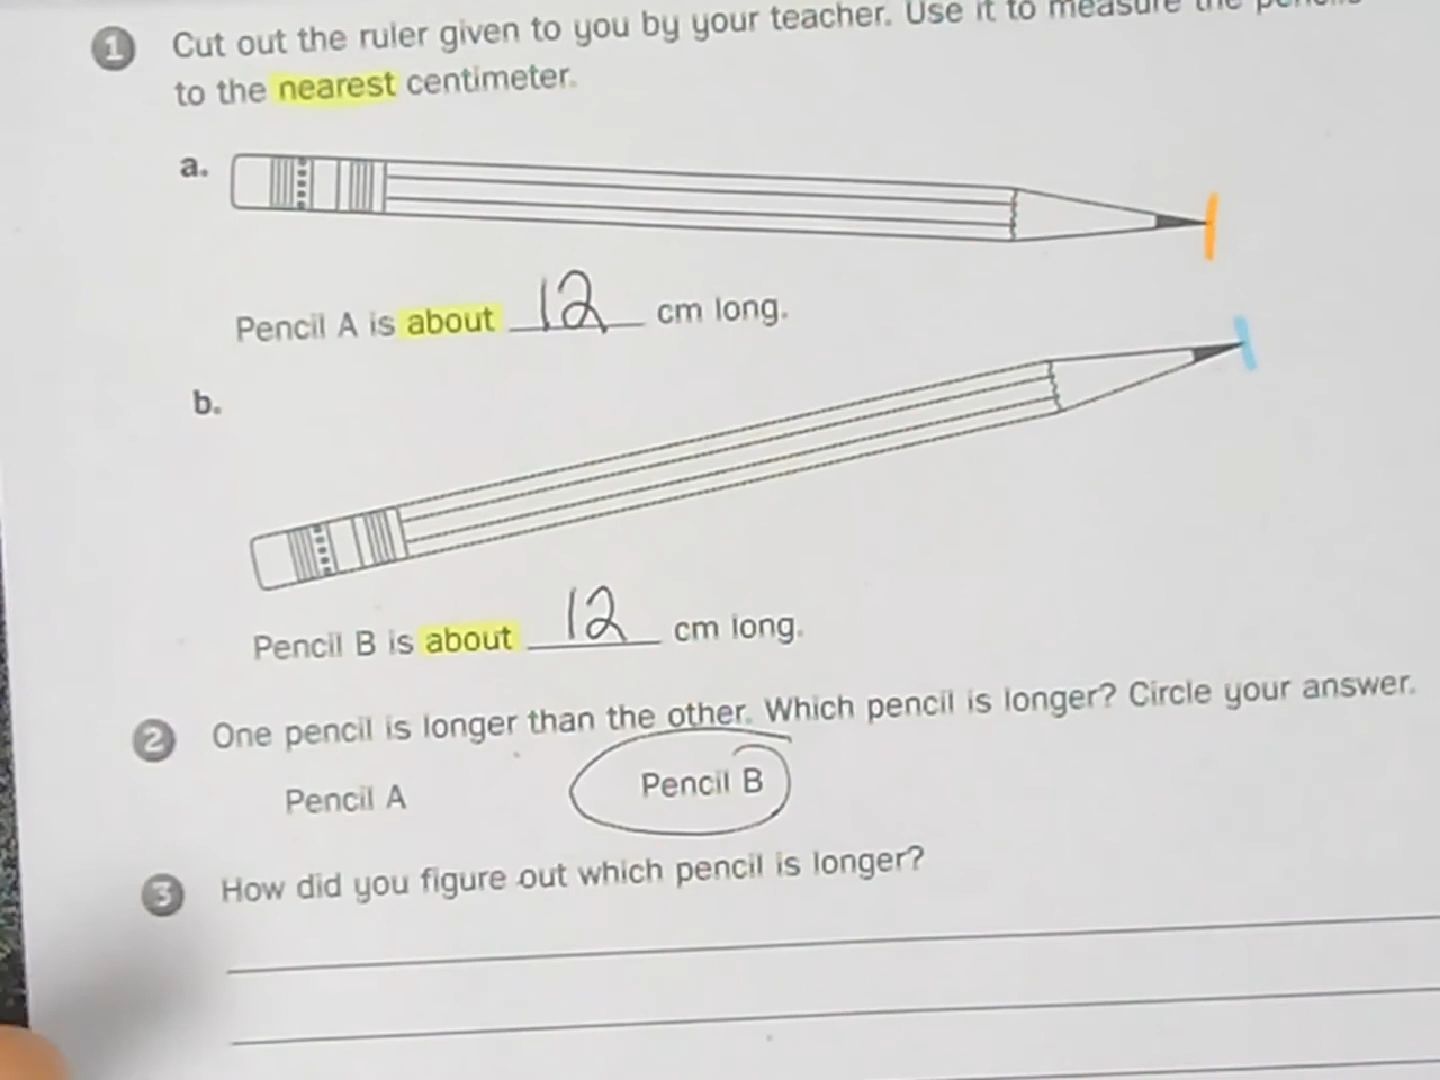 1 Cut out the ruler given to you by your teacher. Use it to measure the pencils
to the nearest centimeter.
a.
Pencil A is about 12 cm long.
b.
Pencil B is about 12 cm long.
2 One pencil is longer than the other. Which pencil is longer? Circle your answer.
Pencil A Pencil B
3 How did you figure out which pencil is longer?